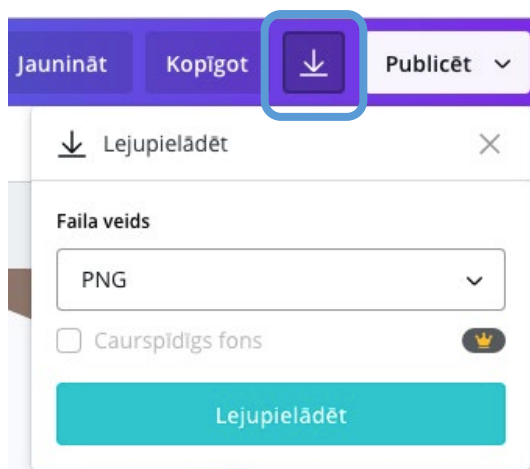 Jaunināt Kopīgot Publicēt
Lejupielādēt
Faila veids
PNG
Caurspīdīgs fons
Lejupielādēt